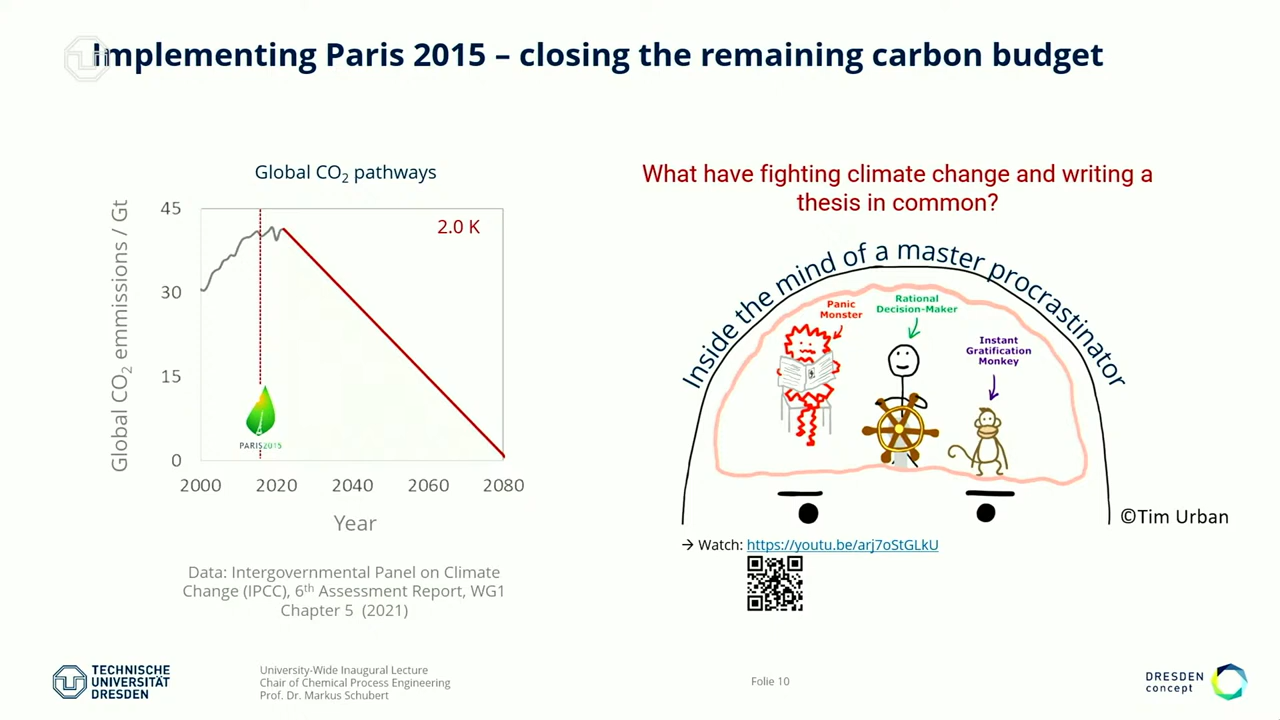 Implementing Paris 2015 – closing the remaining carbon budget
Global CO₂ pathways
Global CO₂ emmissions / Gt
45
30
15
0
2.0 K
PARIS2015
2000
2020
2040
2060
2080
Year
Data: Intergovernmental Panel on Climate
Change (IPCC), 6th Assessment Report, WG1
Chapter 5 (2021)
What have fighting climate change and writing a
thesis in common?
Inside the mind of a master procrastinator
Panic
Monster
Rational
Decision-Maker
Instant
Gratification
Monkey
©Tim Urban
→ Watch: https://youtu.be/arj7oStGLkU
TECHNISCHE
UNIVERSITÄT
DRESDEN
University-Wide Inaugural Lecture
Chair of Chemical Process Engineering
Prof. Dr. Markus Schubert
Folie 10
DRESDEN
concept